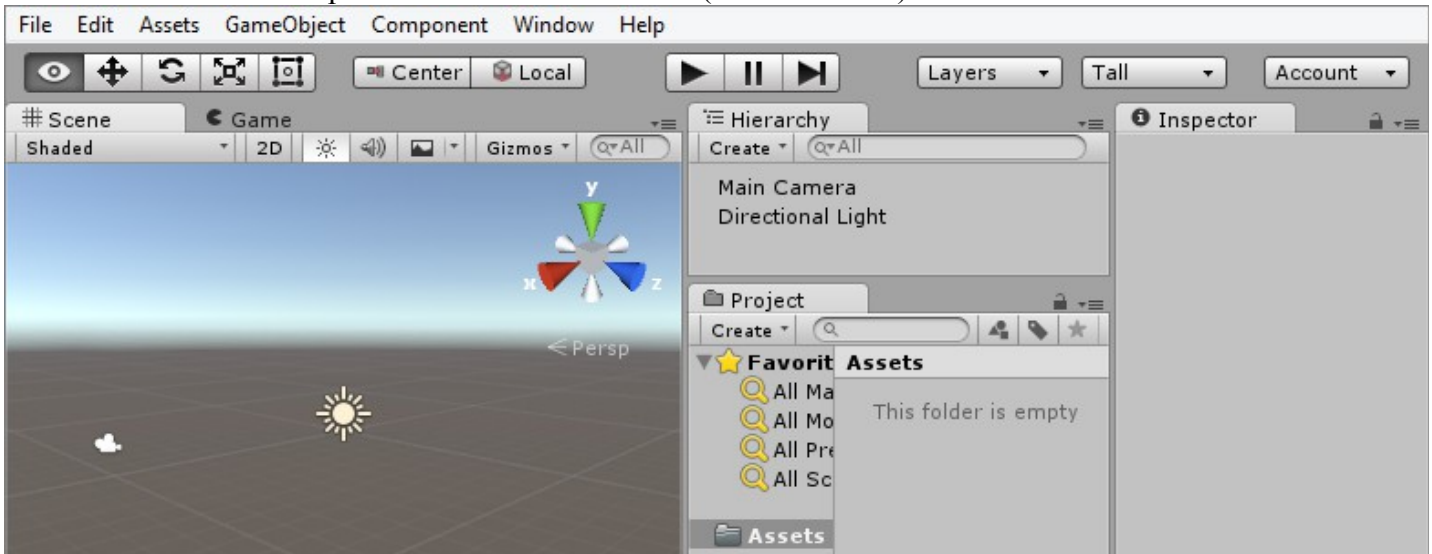 File Edit Assets GameObject Component Window Help
Center Local Layers Tall Account
Scene Game
Shaded 2D Gizmos All
y
x z
Persp
Hierarchy
Create All
Main Camera
Directional Light
Project
Create
Favorit Assets
All Ma
All Mo
All Pre
All Sc
This folder is empty
Assets
Inspector